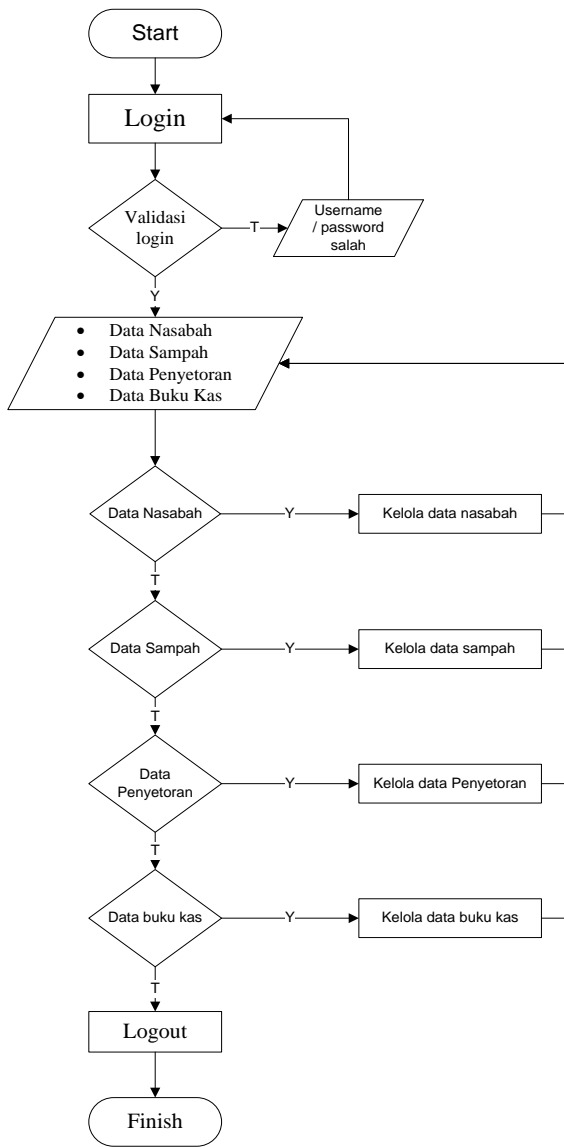 Start
Login
Validasi
login
T
Username
/ password
salah
Y
• Data Nasabah
• Data Sampah
• Data Penyetoran
• Data Buku Kas
Data Nasabah
Y
Kelola data nasabah
T
Data Sampah
Y
Kelola data sampah
T
Data
Penyetoran
Y
Kelola data Penyetoran
T
Data buku kas
Y
Kelola data buku kas
T
Logout
Finish